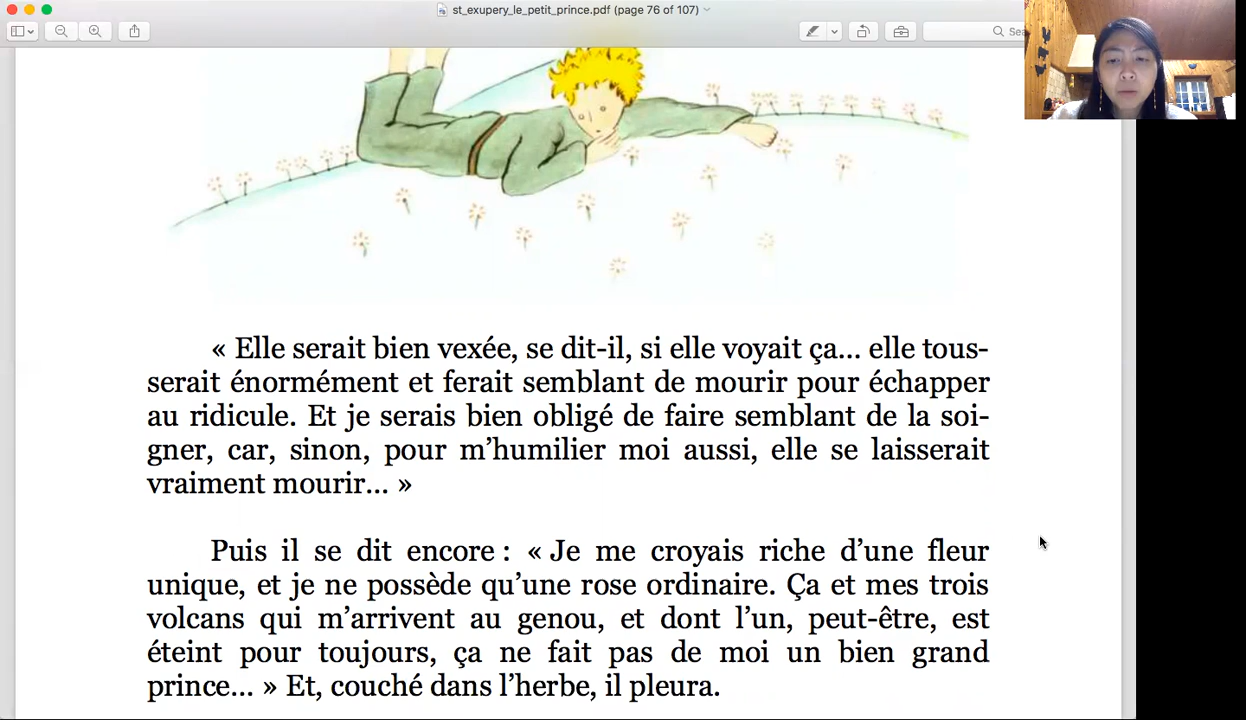 st_exupery_le_petit_prince.pdf (page 76 of 107)
Sea
« Elle serait bien vexée, se dit-il, si elle voyait ça… elle tous-
serait énormément et ferait semblant de mourir pour échapper
au ridicule. Et je serais bien obligé de faire semblant de la soi-
gner, car, sinon, pour m’humilier moi aussi, elle se laisserait
vraiment mourir… »
Puis il se dit encore : « Je me croyais riche d’une fleur
unique, et je ne possède qu’une rose ordinaire. Ça et mes trois
volcans qui m’arrivent au genou, et dont l’un, peut-être, est
éteint pour toujours, ça ne fait pas de moi un bien grand
prince… » Et, couché dans l’herbe, il pleura.